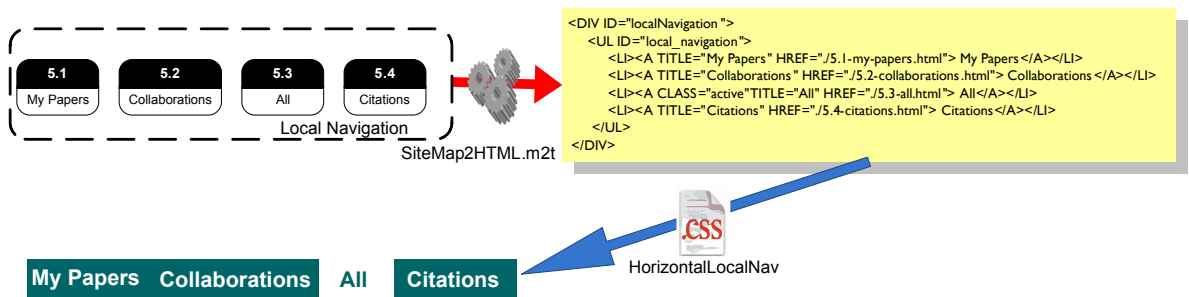 5.1 5.2 5.3 5.4
My Papers Collaborations All Citations
Local Navigation
SiteMap2HTML.m2t
<DIV ID="localNavigation ">
<UL ID="local_navigation">
<LI><A TITLE="My Papers" HREF="./5.1-my-papers.html"> My Papers</A></LI>
<LI><A TITLE="Collaborations" HREF="./5.2-collaborations.html"> Collaborations</A></LI>
<LI><A CLASS="active"TITLE="All" HREF="./5.3-all.html"> All</A></LI>
<LI><A TITLE="Citations" HREF="./5.4-citations.html"> Citations</A></LI>
</UL>
</DIV>
.CSS
HorizontalLocalNav
My Papers Collaborations All Citations